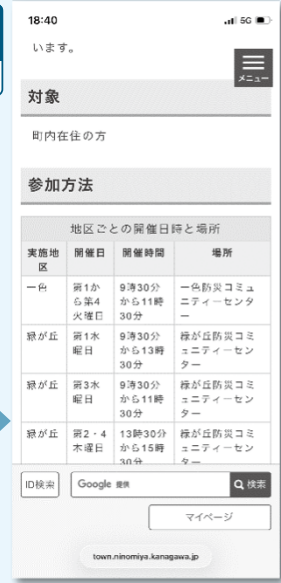 18:40
5G
います。
メニュー
対象
町内在住の方
参加方法
地区ごとの開催日時と場所
実施地
区
開催日
開催時間
場所
一色
第1か
ら第4
火曜日
9時30分
から11時
30分
一色防災コミュ
ニティーセンタ
ー
緑が丘
第1水
曜日
9時30分
から13時
30分
緑が丘防災コミ
ュニティーセン
ター
緑が丘
第3水
曜日
9時30分
から11時
30分
緑が丘防災コミ
ュニティーセン
ター
緑が丘
第2・4
木曜日
13時30分
から15時
30分
緑が丘防災コミ
ュニティーセン
ター
ID検索
Google 提供
検索
マイページ
town.ninomiya.kanagawa.jp